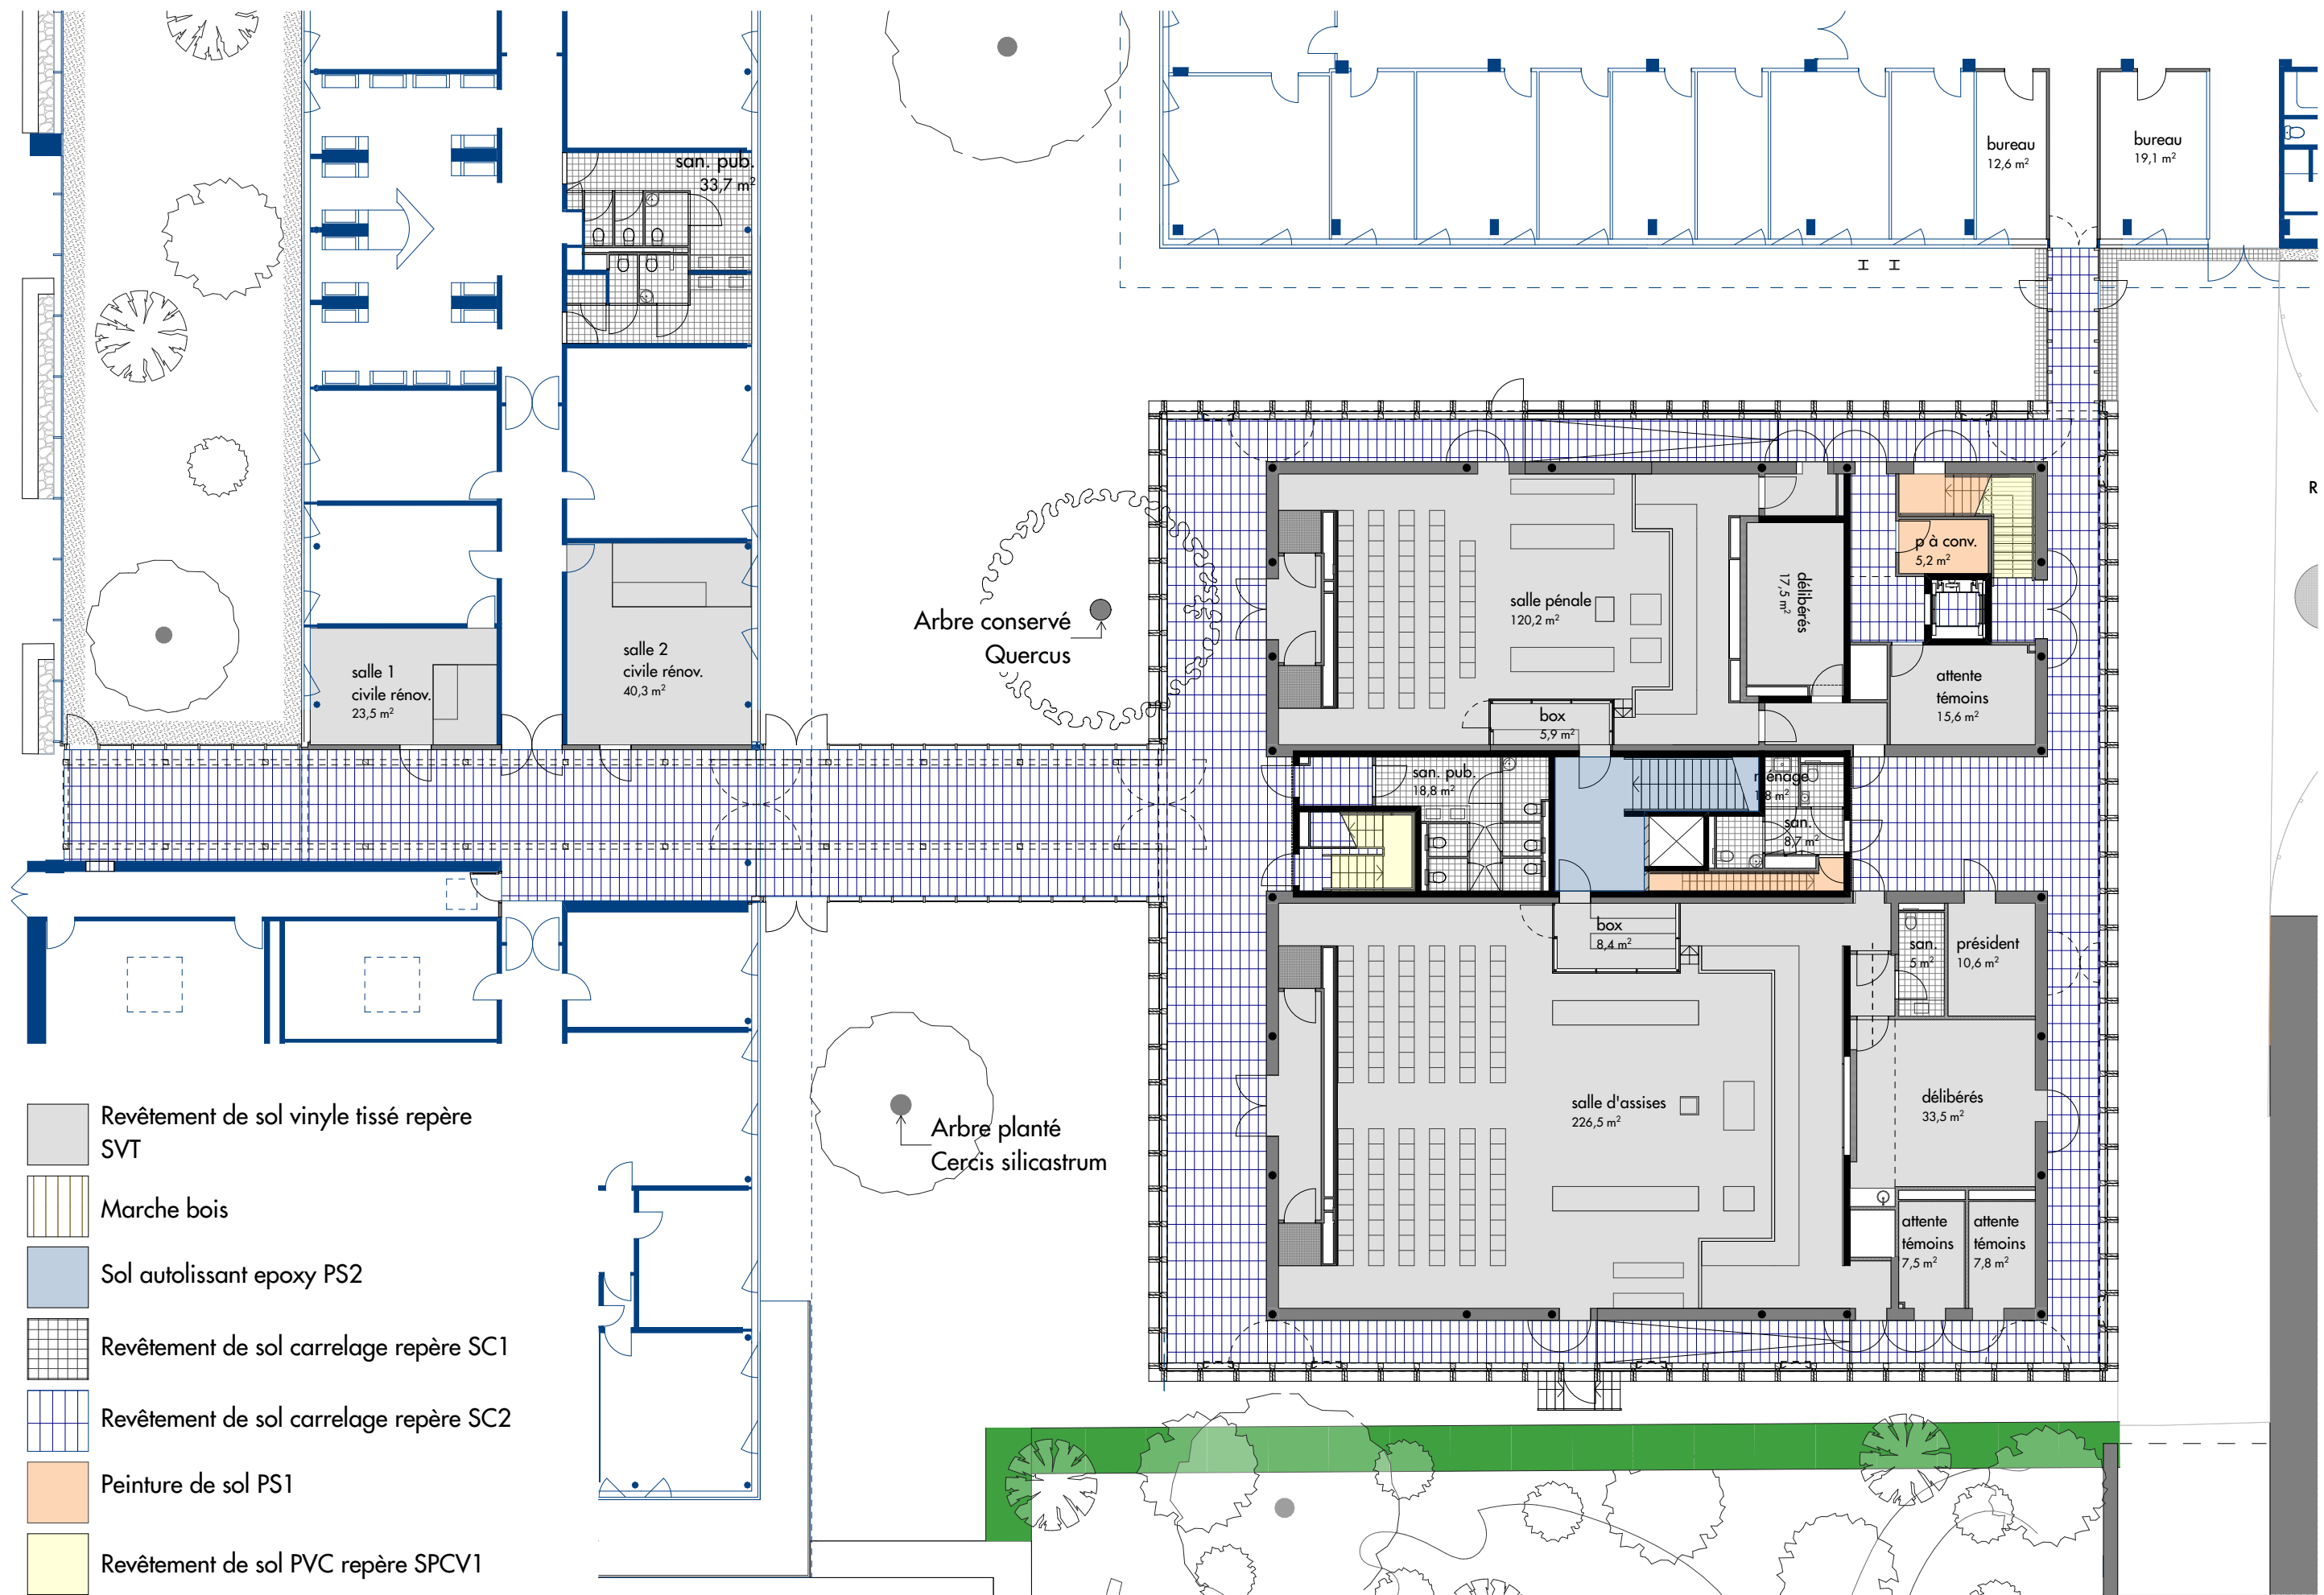 san. pub.
33,7 m²
bureau
12,6 m²
bureau
19,1 m²
R
salle 1
civile rénov.
23,5 m²
salle 2
civile rénov.
40,3 m²
Arbre conservé
Quercus
salle pénale
120,2 m²
délibérés
17,5 m²
p à conv.
5,2 m²
attente
témoins
15,6 m²
box
5,9 m²
san. pub.
18,8 m²
ménage
1,8 m²
san.
8,7 m²
box
8,4 m²
san.
5 m²
président
10,6 m²
salle d'assises
226,5 m²
délibérés
33,5 m²
attente
témoins
7,5 m²
attente
témoins
7,8 m²
Arbre planté
Cercis silicastrum
Revêtement de sol vinyle tissé repère
SVT
Marche bois
Sol autolissant epoxy PS2
Revêtement de sol carrelage repère SC1
Revêtement de sol carrelage repère SC2
Peinture de sol PS1
Revêtement de sol PVC repère SPCV1